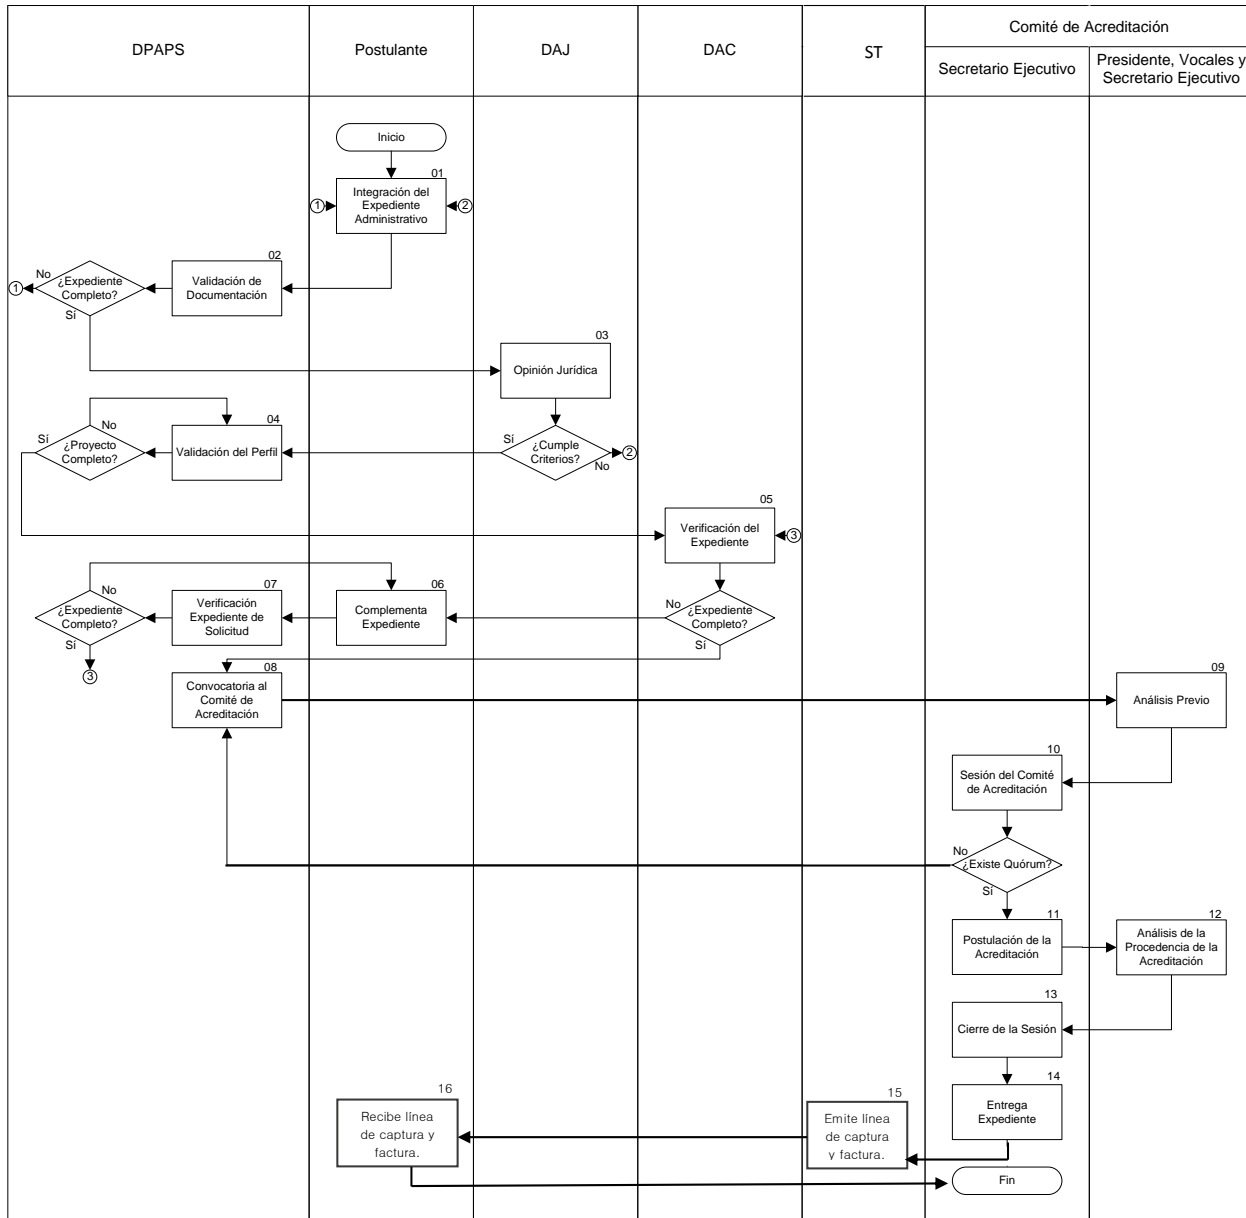 DPAPS
Postulante
DAJ
DAC
ST
Comité de Acreditación
Secretario Ejecutivo
Presidente, Vocales y
Secretario Ejecutivo
Inicio
01
Integración del
Expediente
Administrativo
1
2
02
Validación de
Documentación
No
¿Expediente
Completo?
Sí
1
03
Opinión Jurídica
04
Validación del Perfil
No
Sí
¿Proyecto
Completo?
Sí
¿Cumple
Criterios?
No
2
05
Verificación del
Expediente
3
No
¿Expediente
Completo?
Sí
06
Complementa
Expediente
07
Verificación
Expediente de
Solicitud
No
¿Expediente
Completo?
Sí
3
08
Convocatoria al
Comité de
Acreditación
09
Análisis Previo
10
Sesión del Comité
de Acreditación
No
¿Existe Quórum?
Sí
11
Postulación de la
Acreditación
12
Análisis de la
Procedencia de la
Acreditación
13
Cierre de la Sesión
14
Entrega
Expediente
15
Emite línea
de captura
y factura.
16
Recibe línea
de captura y
factura.
Fin